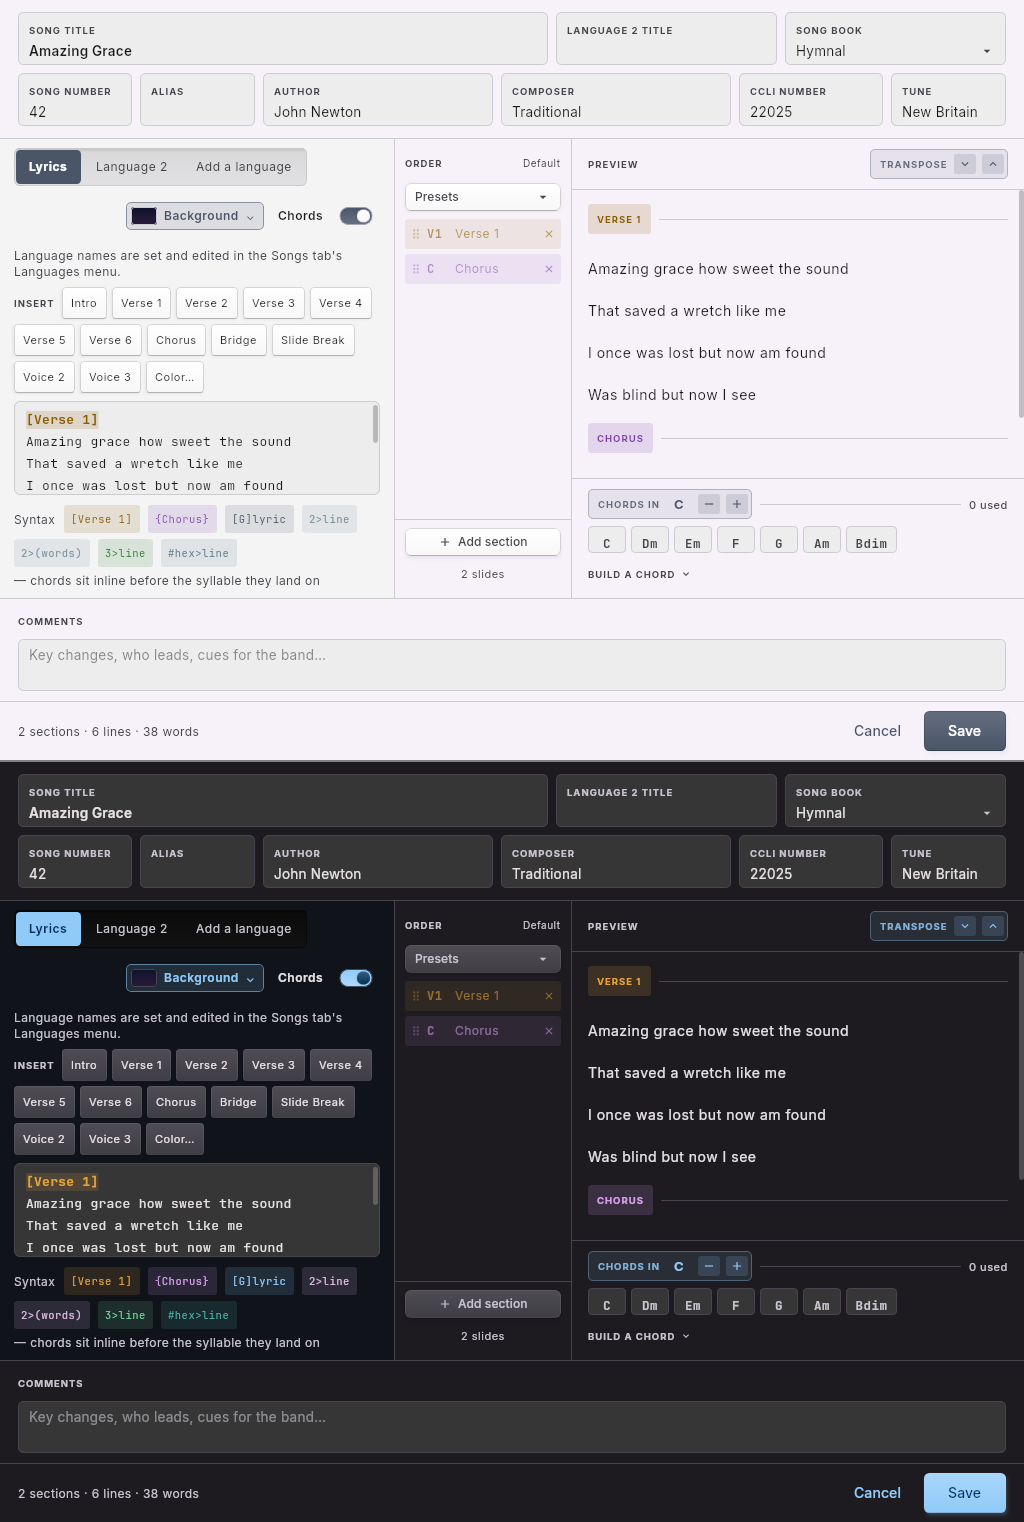 SONG TITLE
Amazing Grace
LANGUAGE 2 TITLE
SONG BOOK
Hymnal
SONG NUMBER
42
ALIAS
AUTHOR
John Newton
COMPOSER
Traditional
CCLI NUMBER
22025
TUNE
New Britain
Lyrics
Language 2
Add a language
Background
Chords
Language names are set and edited in the Songs tab's
Languages menu.
INSERT
Intro
Verse 1
Verse 2
Verse 3
Verse 4
Verse 5
Verse 6
Chorus
Bridge
Slide Break
Voice 2
Voice 3
Color...
[Verse 1]
Amazing grace how sweet the sound
That saved a wretch like me
I once was lost but now am found
Syntax
[Verse 1]
{Chorus}
[G]lyric
2>line
2>(words)
3>line
#hex>line
— chords sit inline before the syllable they land on
ORDER
Default
Presets
V1 Verse 1
C Chorus
+ Add section
2 slides
PREVIEW
TRANSPOSE
VERSE 1
Amazing grace how sweet the sound
That saved a wretch like me
I once was lost but now am found
Was blind but now I see
CHORUS
CHORDS IN C − +
0 used
C
Dm
Em
F
G
Am
Bdim
BUILD A CHORD
COMMENTS
Key changes, who leads, cues for the band...
2 sections · 6 lines · 38 words
Cancel
Save
SONG TITLE
Amazing Grace
LANGUAGE 2 TITLE
SONG BOOK
Hymnal
SONG NUMBER
42
ALIAS
AUTHOR
John Newton
COMPOSER
Traditional
CCLI NUMBER
22025
TUNE
New Britain
Lyrics
Language 2
Add a language
Background
Chords
Language names are set and edited in the Songs tab's
Languages menu.
INSERT
Intro
Verse 1
Verse 2
Verse 3
Verse 4
Verse 5
Verse 6
Chorus
Bridge
Slide Break
Voice 2
Voice 3
Color...
[Verse 1]
Amazing grace how sweet the sound
That saved a wretch like me
I once was lost but now am found
Syntax
[Verse 1]
{Chorus}
[G]lyric
2>line
2>(words)
3>line
#hex>line
— chords sit inline before the syllable they land on
ORDER
Default
Presets
V1 Verse 1
C Chorus
+ Add section
2 slides
PREVIEW
TRANSPOSE
VERSE 1
Amazing grace how sweet the sound
That saved a wretch like me
I once was lost but now am found
Was blind but now I see
CHORUS
CHORDS IN C − +
0 used
C
Dm
Em
F
G
Am
Bdim
BUILD A CHORD
COMMENTS
Key changes, who leads, cues for the band...
2 sections · 6 lines · 38 words
Cancel
Save